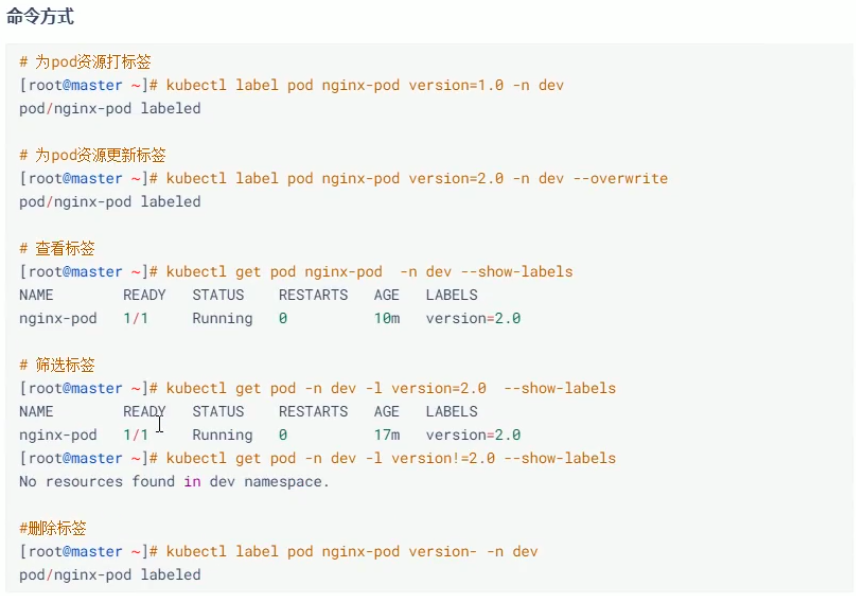 命令方式
# 为pod资源打标签
[root@master ~]# kubectl label pod nginx-pod version=1.0 -n dev
pod/nginx-pod labeled
# 为pod资源更新标签
[root@master ~]# kubectl label pod nginx-pod version=2.0 -n dev --overwrite
pod/nginx-pod labeled
# 查看标签
[root@master ~]# kubectl get pod nginx-pod  -n dev --show-labels
NAME        READY   STATUS    RESTARTS   AGE   LABELS
nginx-pod   1/1     Running   0          10m   version=2.0
# 筛选标签
[root@master ~]# kubectl get pod -n dev -l version=2.0  --show-labels
NAME        READY   STATUS    RESTARTS   AGE   LABELS
nginx-pod   1/1     Running   0          17m   version=2.0
[root@master ~]# kubectl get pod -n dev -l version!=2.0 --show-labels
No resources found in dev namespace.
#删除标签
[root@master ~]# kubectl label pod nginx-pod version- -n dev
pod/nginx-pod labeled